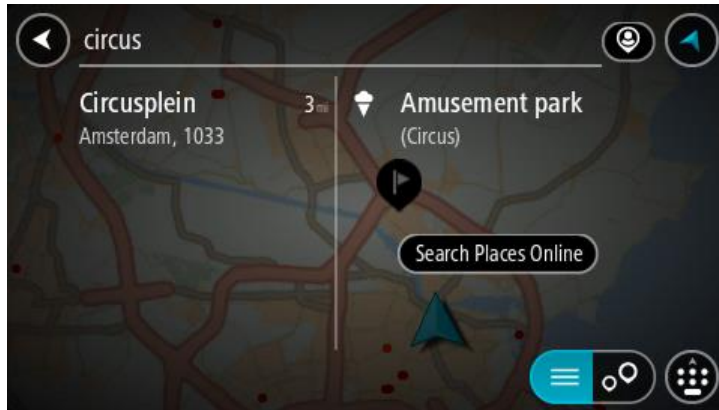 circus
Circusplein
3 mi
Amsterdam, 1033
Amusement park
(Circus)
Search Places Online